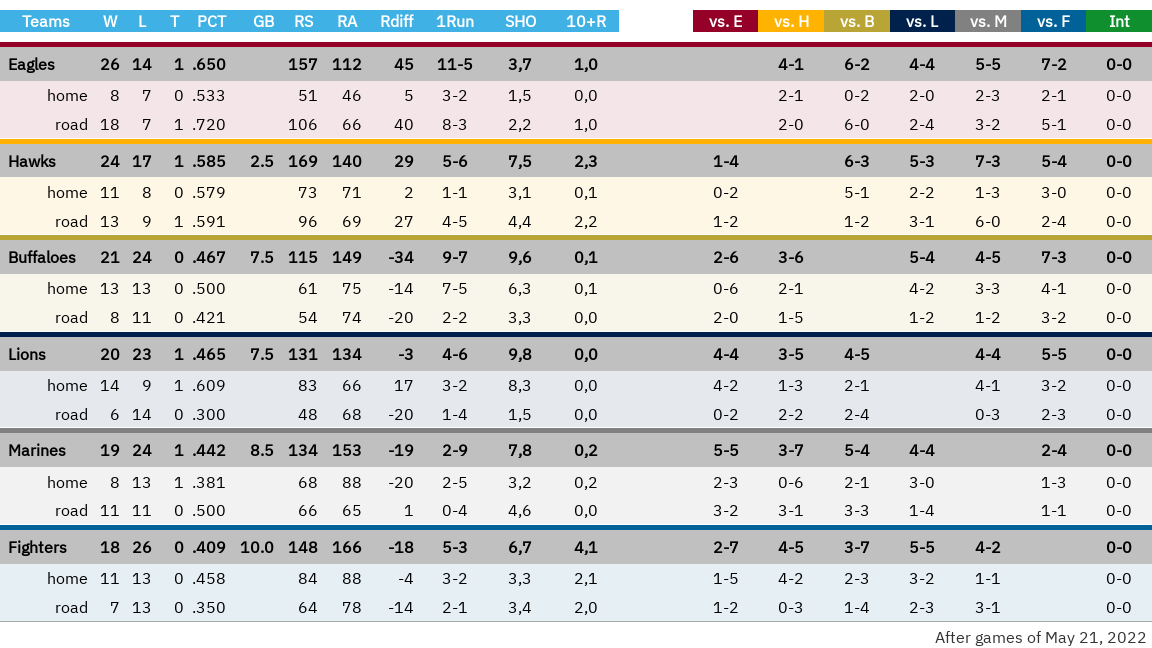 Teams W L T PCT GB RS RA Rdiff 1Run SHO 10+R vs. E vs. H vs. B vs. L vs. M vs. F Int
Eagles 26 14 1 .650 157 112 45 11-5 3,7 1,0 4-1 6-2 4-4 5-5 7-2 0-0
home 8 7 0 .533 51 46 5 3-2 1,5 0,0 2-1 0-2 2-0 2-3 2-1 0-0
road 18 7 1 .720 106 66 40 8-3 2,2 1,0 2-0 6-0 2-4 3-2 5-1 0-0
Hawks 24 17 1 .585 2.5 169 140 29 5-6 7,5 2,3 1-4 6-3 5-3 7-3 5-4 0-0
home 11 8 0 .579 73 71 2 1-1 3,1 0,1 0-2 5-1 2-2 1-3 3-0 0-0
road 13 9 1 .591 96 69 27 4-5 4,4 2,2 1-2 1-2 3-1 6-0 2-4 0-0
Buffaloes 21 24 0 .467 7.5 115 149 -34 9-7 9,6 0,1 2-6 3-6 5-4 4-5 7-3 0-0
home 13 13 0 .500 61 75 -14 7-5 6,3 0,1 0-6 2-1 4-2 3-3 4-1 0-0
road 8 11 0 .421 54 74 -20 2-2 3,3 0,0 2-0 1-5 1-2 1-2 3-2 0-0
Lions 20 23 1 .465 7.5 131 134 -3 4-6 9,8 0,0 4-4 3-5 4-5 4-4 5-5 0-0
home 14 9 1 .609 83 66 17 3-2 8,3 0,0 4-2 1-3 2-1 4-1 3-2 0-0
road 6 14 0 .300 48 68 -20 1-4 1,5 0,0 0-2 2-2 2-4 0-3 2-3 0-0
Marines 19 24 1 .442 8.5 134 153 -19 2-9 7,8 0,2 5-5 3-7 5-4 4-4 2-4 0-0
home 8 13 1 .381 68 88 -20 2-5 3,2 0,2 2-3 0-6 2-1 3-0 1-3 0-0
road 11 11 0 .500 66 65 1 0-4 4,6 0,0 3-2 3-1 3-3 1-4 1-1 0-0
Fighters 18 26 0 .409 10.0 148 166 -18 5-3 6,7 4,1 2-7 4-5 3-7 5-5 4-2 0-0
home 11 13 0 .458 84 88 -4 3-2 3,3 2,1 1-5 4-2 2-3 3-2 1-1 0-0
road 7 13 0 .350 64 78 -14 2-1 3,4 2,0 1-2 0-3 1-4 2-3 3-1 0-0
After games of May 21, 2022